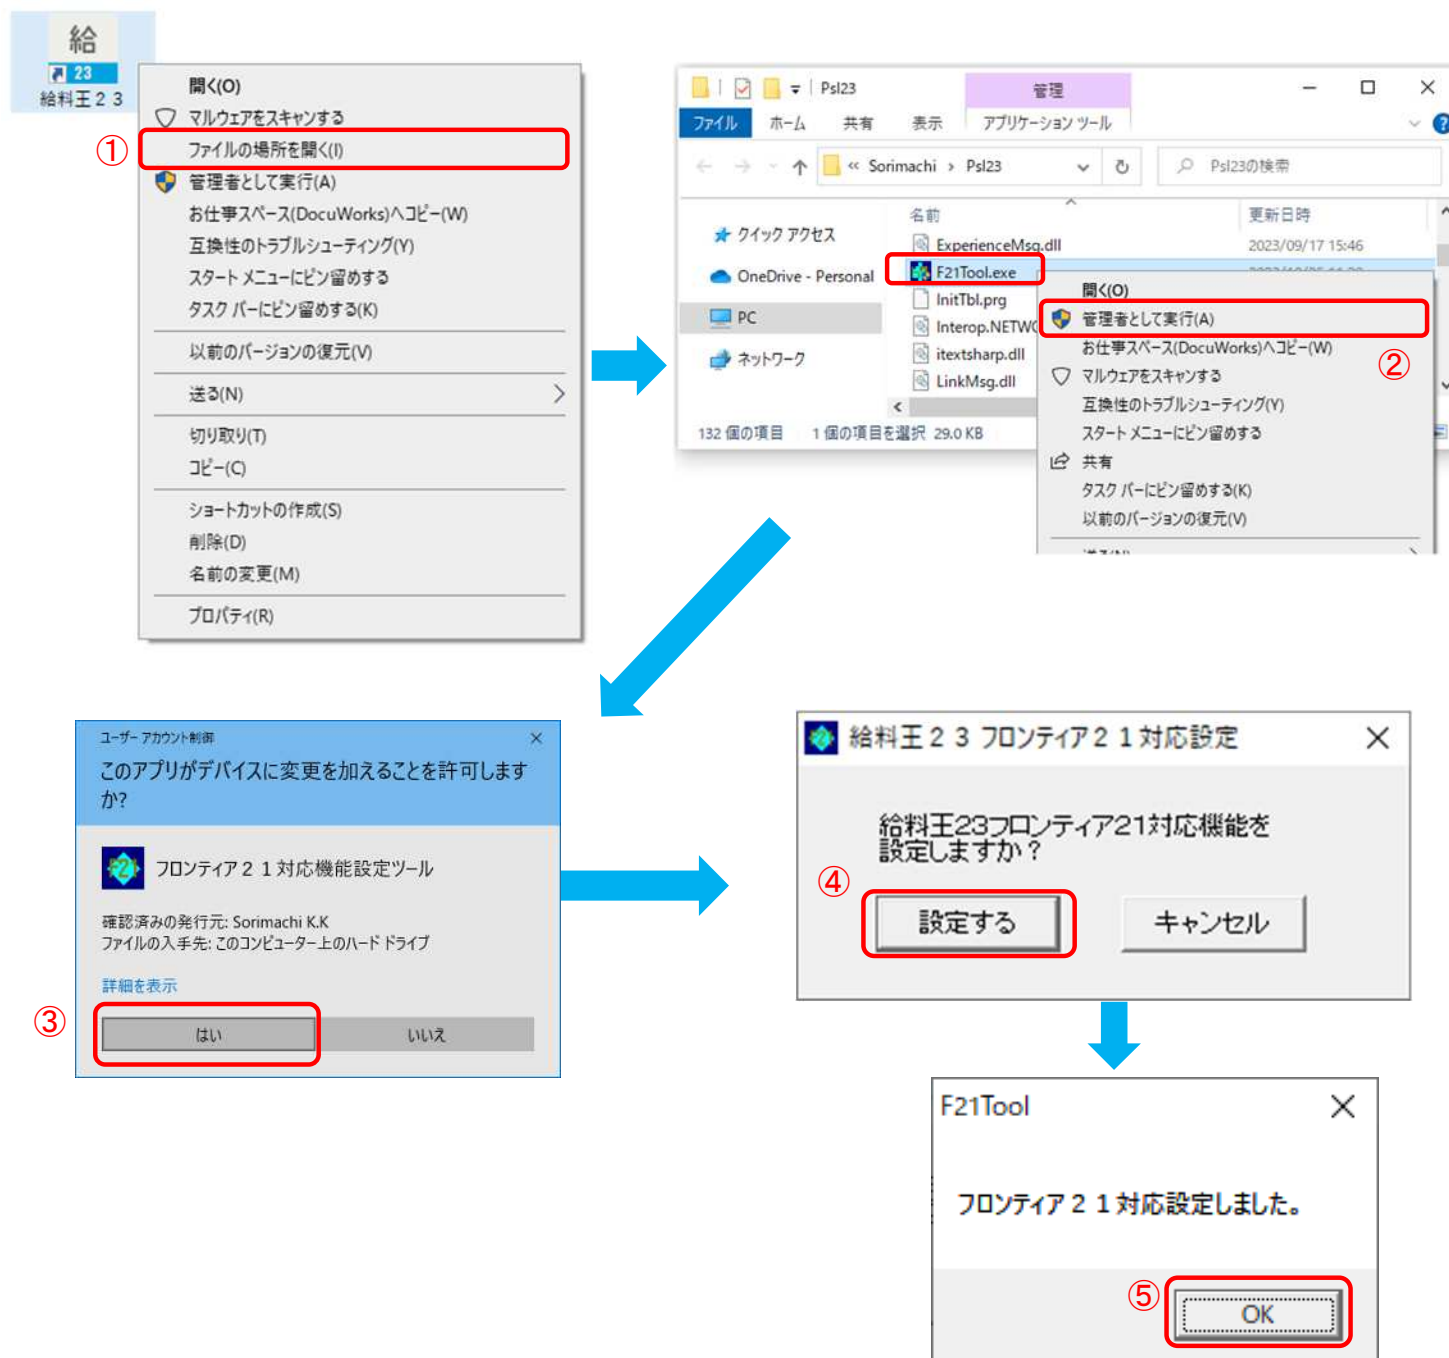 給
23
給料王２３
開く(O)
マルウェアをスキャンする
①
ファイルの場所を開く(I)
管理者として実行(A)
お仕事スペース(DocuWorks)へコピー(W)
互換性のトラブルシューティング(Y)
スタート メニューにピン留めする
タスク バーにピン留めする(K)
以前のバージョンの復元(V)
送る(N)
切り取り(T)
コピー(C)
ショートカットの作成(S)
削除(D)
名前の変更(M)
プロパティ(R)
Psl23
管理
ファイル ホーム 共有 表示 アプリケーション ツール
« Sorimachi › Psl23
Psl23の検索
名前 更新日時
クイック アクセス
OneDrive - Personal
PC
ネットワーク
ExperienceMsg.dll 2023/09/17 15:46
F21Tool.exe
InitTbl.prg
Interop.NETW
itextsharp.dll
LinkMsg.dll
132 個の項目 1 個の項目を選択 29.0 KB
開く(O)
管理者として実行(A)
②
お仕事スペース(DocuWorks)へコピー(W)
マルウェアをスキャンする
互換性のトラブルシューティング(Y)
スタート メニューにピン留めする
共有
タスク バーにピン留めする(K)
以前のバージョンの復元(V)
ユーザー アカウント制御
このアプリがデバイスに変更を加えることを許可します
か?
フロンティア２１対応機能設定ツール
確認済みの発行元: Sorimachi K.K
ファイルの入手先: このコンピューター上のハード ドライブ
詳細を表示
③
はい いいえ
給料王２３ フロンティア２１対応設定
給料王23フロンティア21対応機能を
設定しますか？
④
設定する キャンセル
F21Tool
フロンティア２１対応設定しました。
⑤
OK